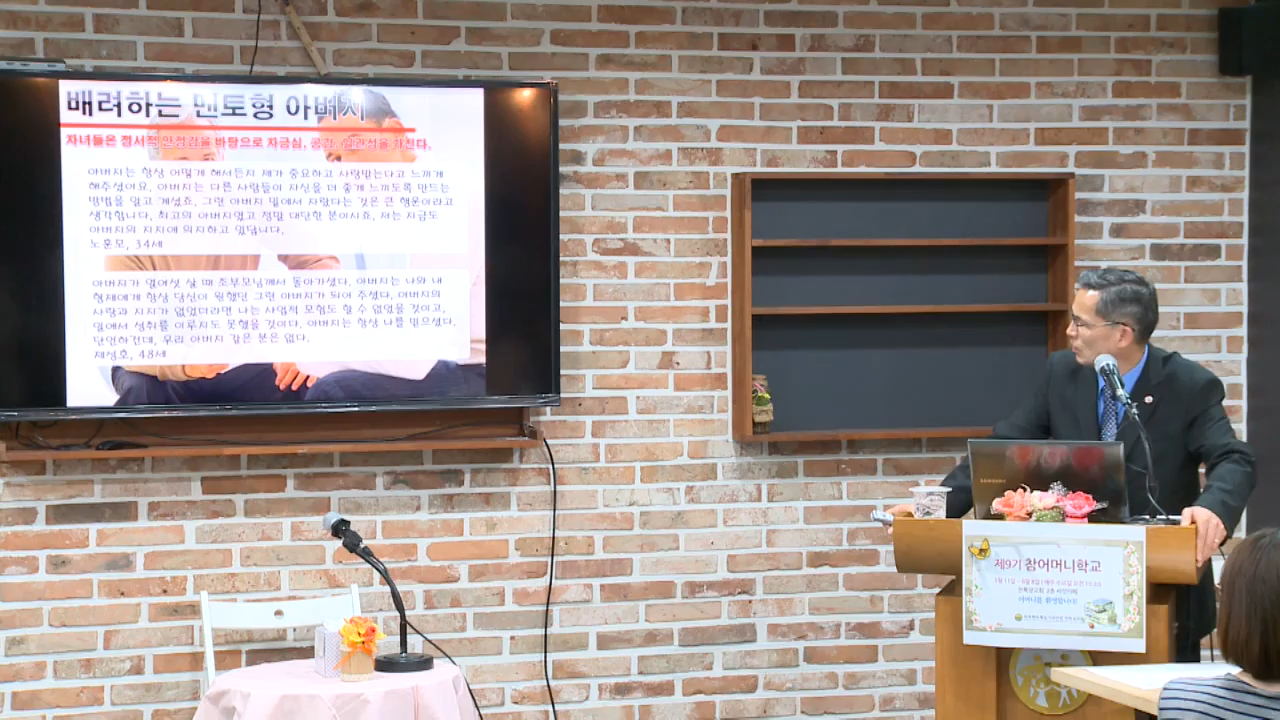 배려하는 멘토형 아버지
자녀들은 정서적 안정감을 바탕으로 자긍심, 공감, 을 가진다.
아버지는 항상 어떻게 해서든지 제가 중요하고 사랑받는다고 느끼게
해주셨어요, 아버지는 다른 사람들이 자신을 더 좋게 느끼도록 만드는
방법을 알고 계셨죠, 그런 아버지 밑에서 자랐다는 것은 큰 행운이라고
생각합니다, 최고의 아버지였고 정말 대단한 분이시죠, 저는 지금도
아버지의 지지에 의지하고 있답니다.
노훈모, 34세
아버지가 열여섯 살 때 조부모님께서 돌아가셨다, 아버지는 나와 내
형제에게 항상 당신이 원했던 그런 아버지가 되어 주셨다, 아버지의
사랑과 지지가 없었더라면 나는 사업적 모험도 할 수 없었을 것이고,
일에서 성취를 이루지도 못했을 것이다. 아버지는 항상 나를 믿으셨다.
단언하건데, 우리 아버지 같은 분은 없다.
재성호, 48세
제9기 참어머니학교